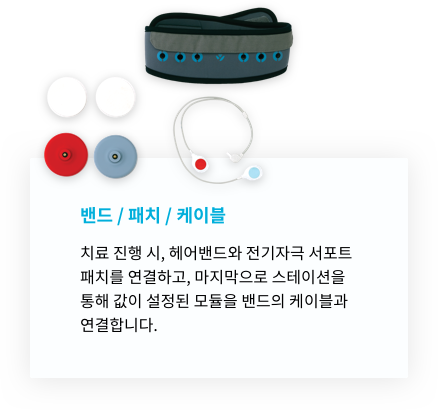 밴드 / 패치 / 케이블
치료 진행 시, 헤어밴드와 전기자극 서포트
패치를 연결하고, 마지막으로 스테이션을
통해 값이 설정된 모듈을 밴드의 케이블과
연결합니다.